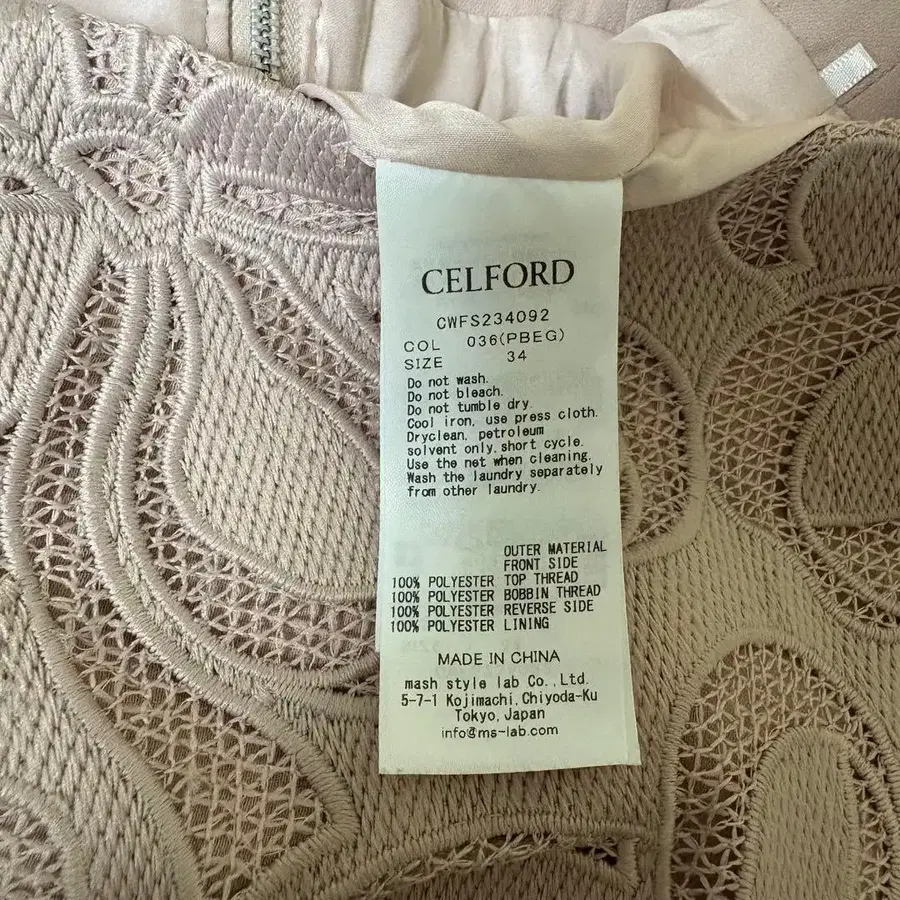 CELFORD
CWFS234092
COL 036(PBEG)
SIZE 34
Do not wash.
Do not bleach.
Do not tumble dry
Cool iron, use press cloth.
Dryclean, petroleum
solvent only, short cycle.
Use the net when cleaning.
Wash the laundry separately
from other laundry.
OUTER MATERIAL
FRONT SIDE
100% POLYESTER TOP THREAD
100% POLYESTER BOBBIN THREAD
100% POLYESTER REVERSE SIDE
100% POLYESTER LINING
MADE IN CHINA
mash style lab Co., Ltd.
5-7-1 Kojimachi, Chiyoda-Ku
Tokyo, Japan
info@ms-lab.com